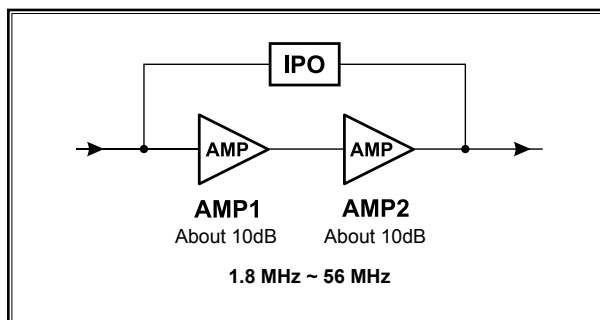 IPO
AMP AMP
AMP1 AMP2
About 10dB About 10dB
1.8 MHz ~ 56 MHz